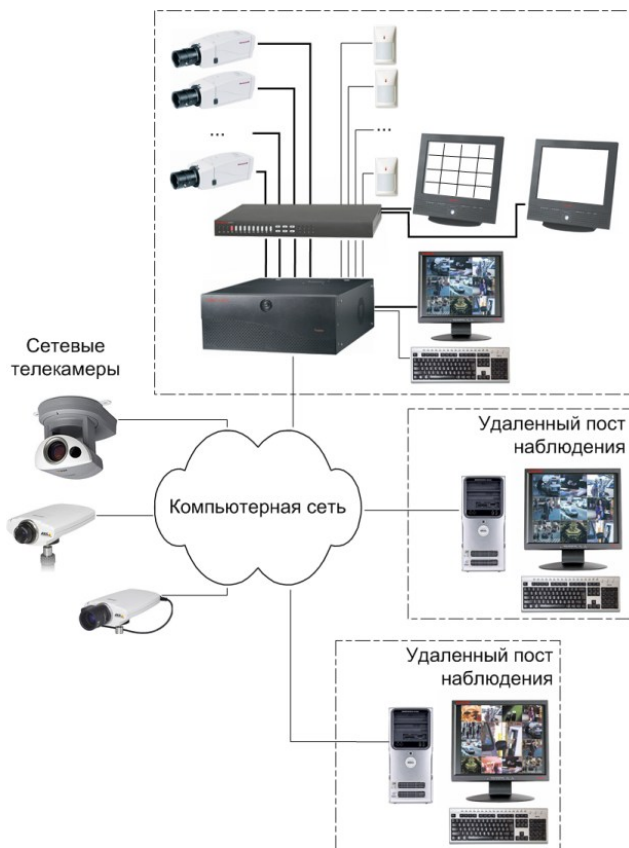 ...
...
Сетевые
телекамеры
Удаленный пост
наблюдения
Компьютерная сеть
Удаленный пост
наблюдения